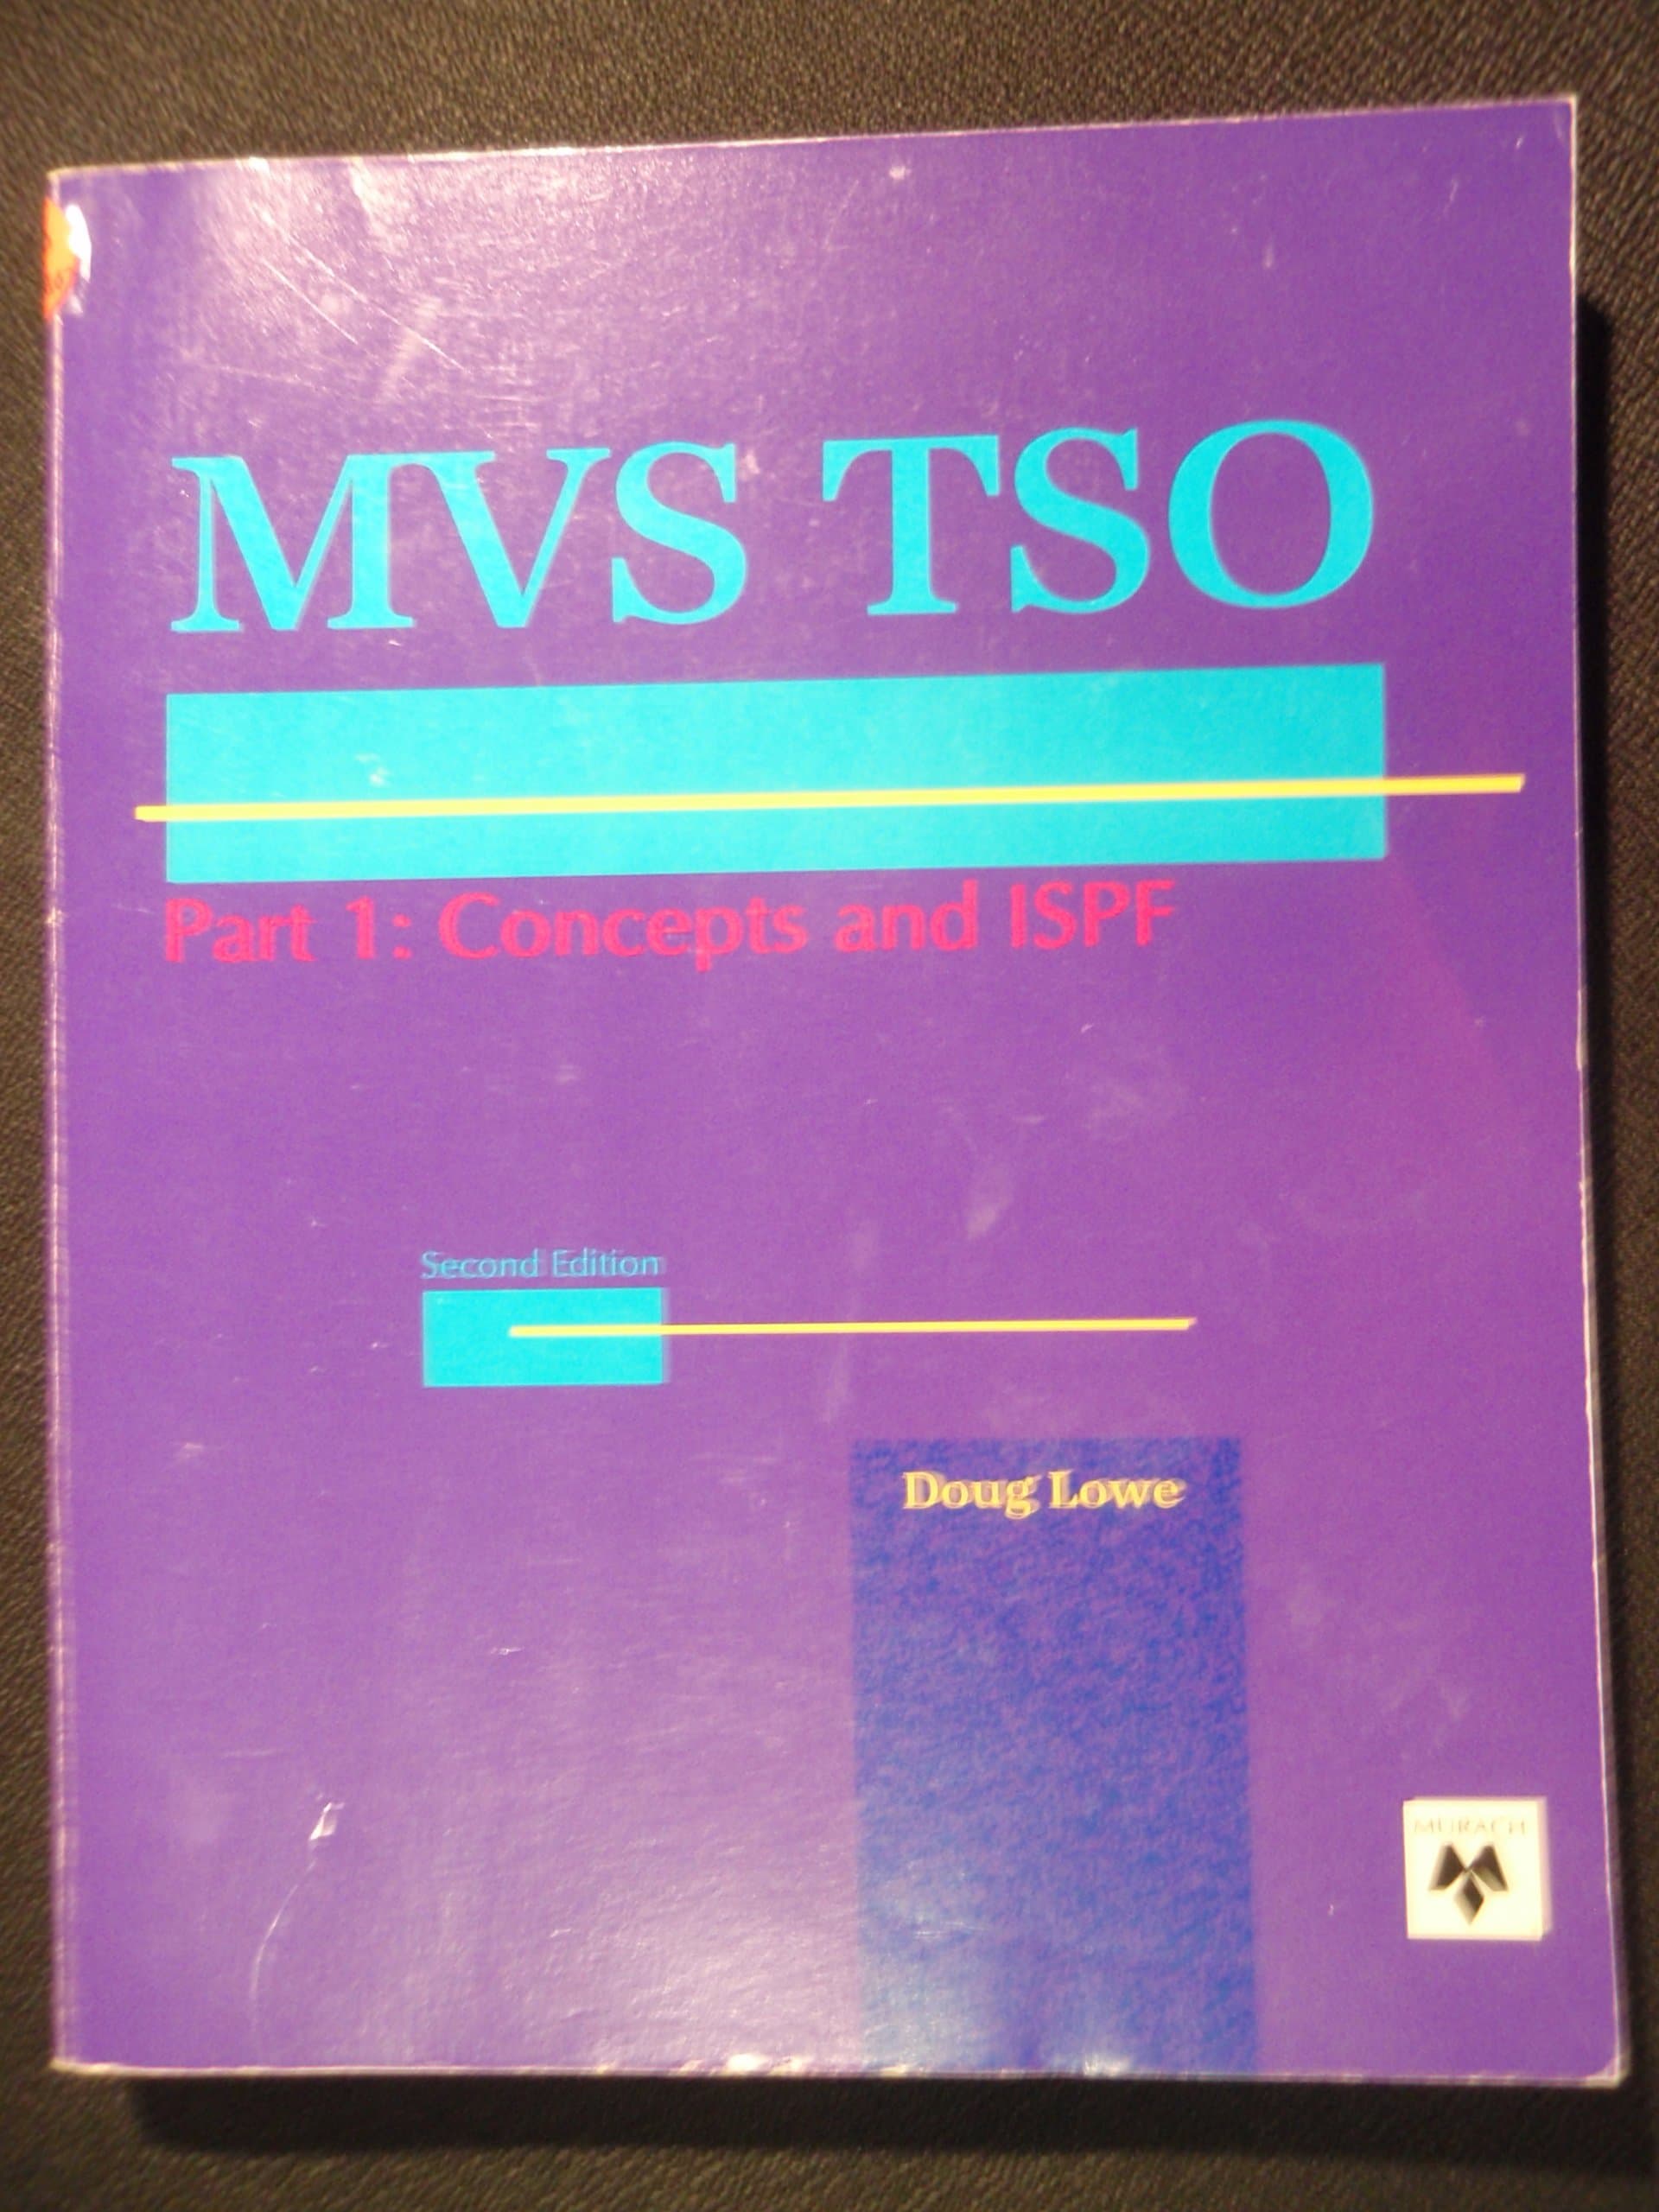 MVS TSO
Part 1: Concepts and ISPF
Second Edition
Doug Lowe
MURACH